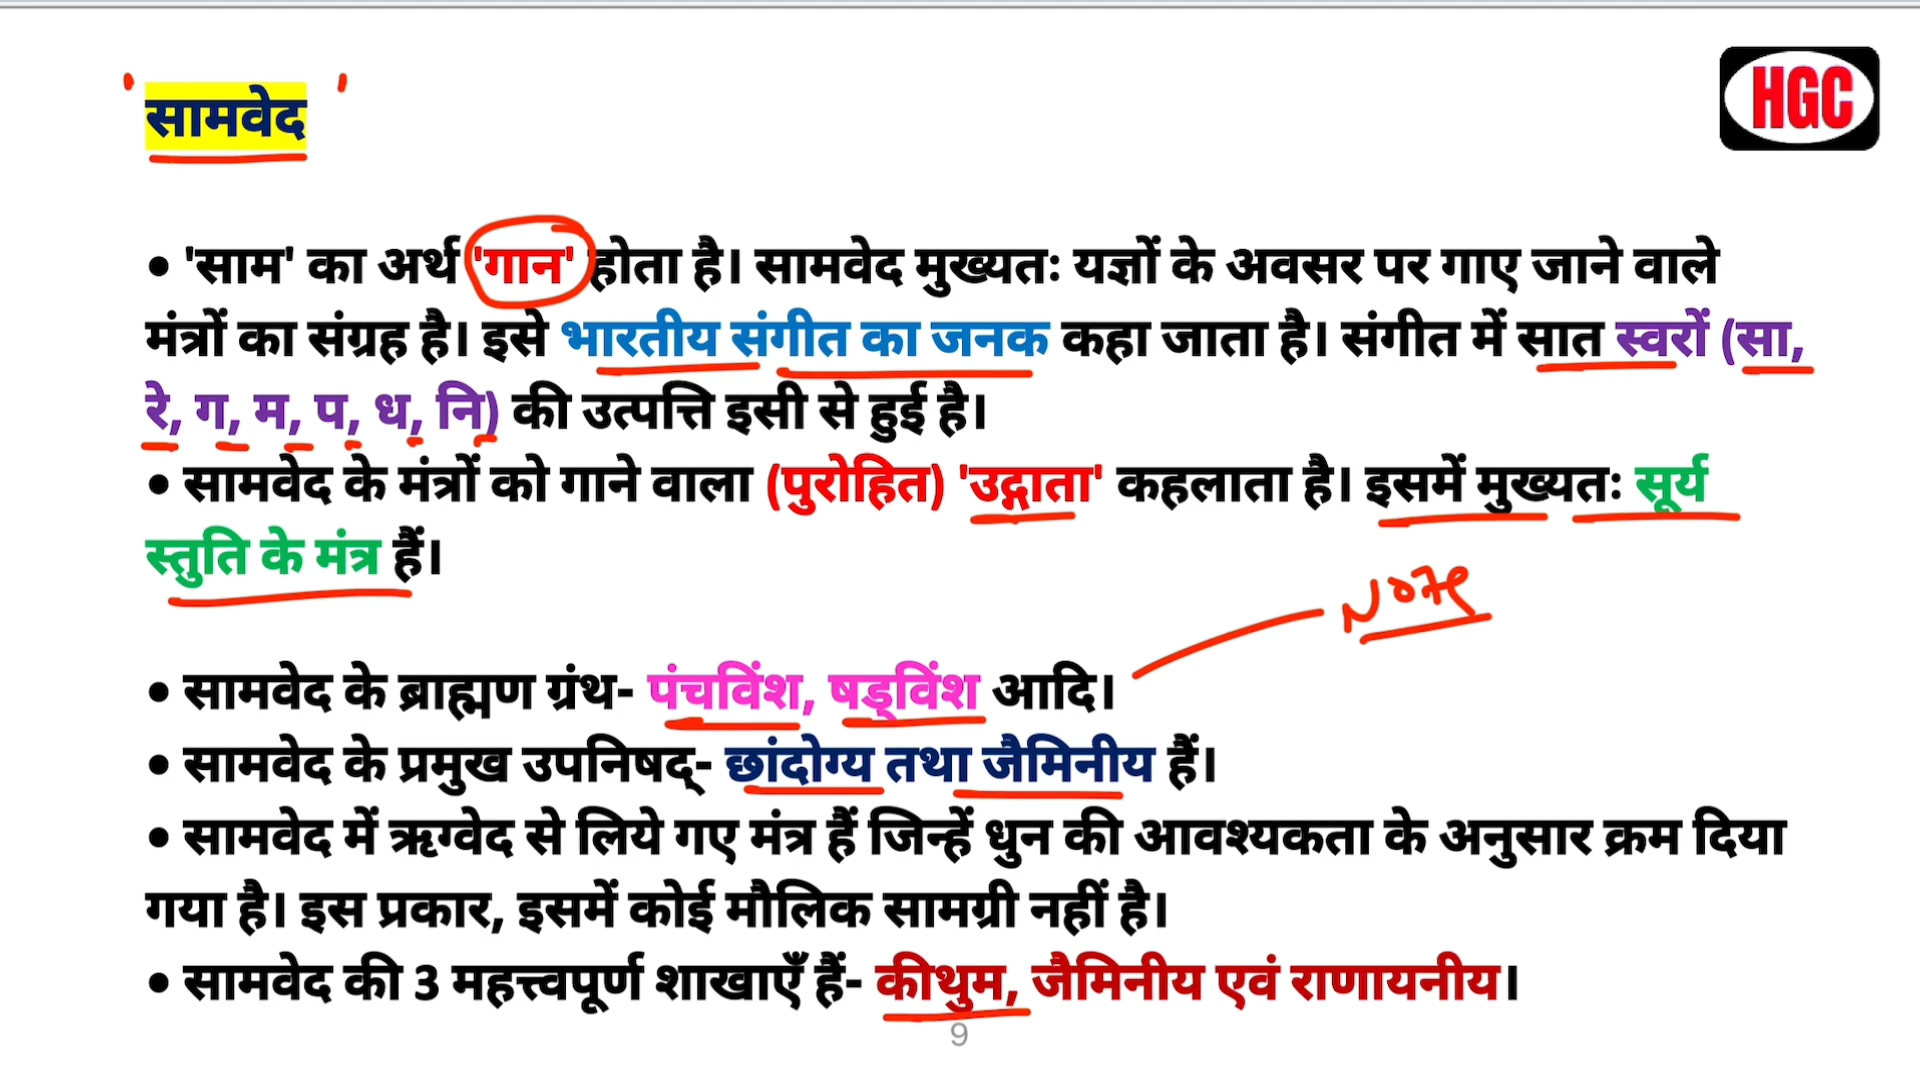 सामवेद
HGC
• 'साम' का अर्थ 'गान' होता है। सामवेद मुख्यतः यज्ञों के अवसर पर गाए जाने वाले
मंत्रों का संग्रह है। इसे भारतीय संगीत का जनक कहा जाता है। संगीत में सात स्वरों (सा,
रे, ग, म, प, ध, नि) की उत्पत्ति इसी से हुई है।
• सामवेद के मंत्रों को गाने वाला (पुरोहित) 'उद्गाता' कहलाता है। इसमें मुख्यतः सूर्य
स्तुति के मंत्र हैं।
Note
• सामवेद के ब्राह्मण ग्रंथ- पंचविंश, षड्विंश आदि।
• सामवेद के प्रमुख उपनिषद्- छांदोग्य तथा जैमिनीय हैं।
• सामवेद में ऋग्वेद से लिये गए मंत्र हैं जिन्हें धुन की आवश्यकता के अनुसार क्रम दिया
गया है। इस प्रकार, इसमें कोई मौलिक सामग्री नहीं है।
• सामवेद की 3 महत्त्वपूर्ण शाखाएँ हैं- कीथुम, जैमिनीय एवं राणायनीय।
9